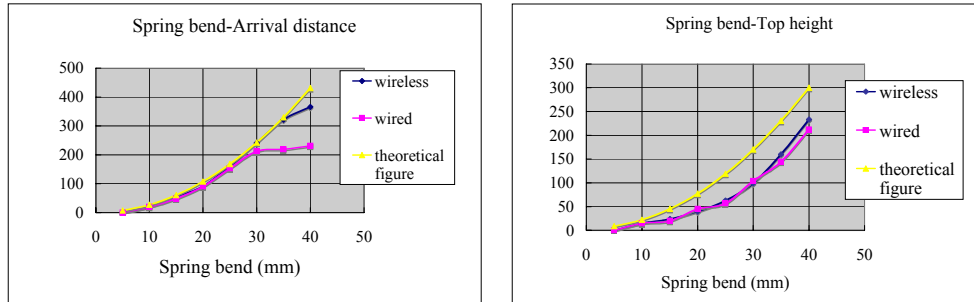 Spring bend-Arrival distance
500
400
300
200
100
0
0 10 20 30 40 50
Spring bend (mm)
wireless
wired
theoretical
figure
Spring bend-Top height
350
300
250
200
150
100
50
0
0 10 20 30 40 50
Spring bend (mm)
wireless
wired
theoretical
figure